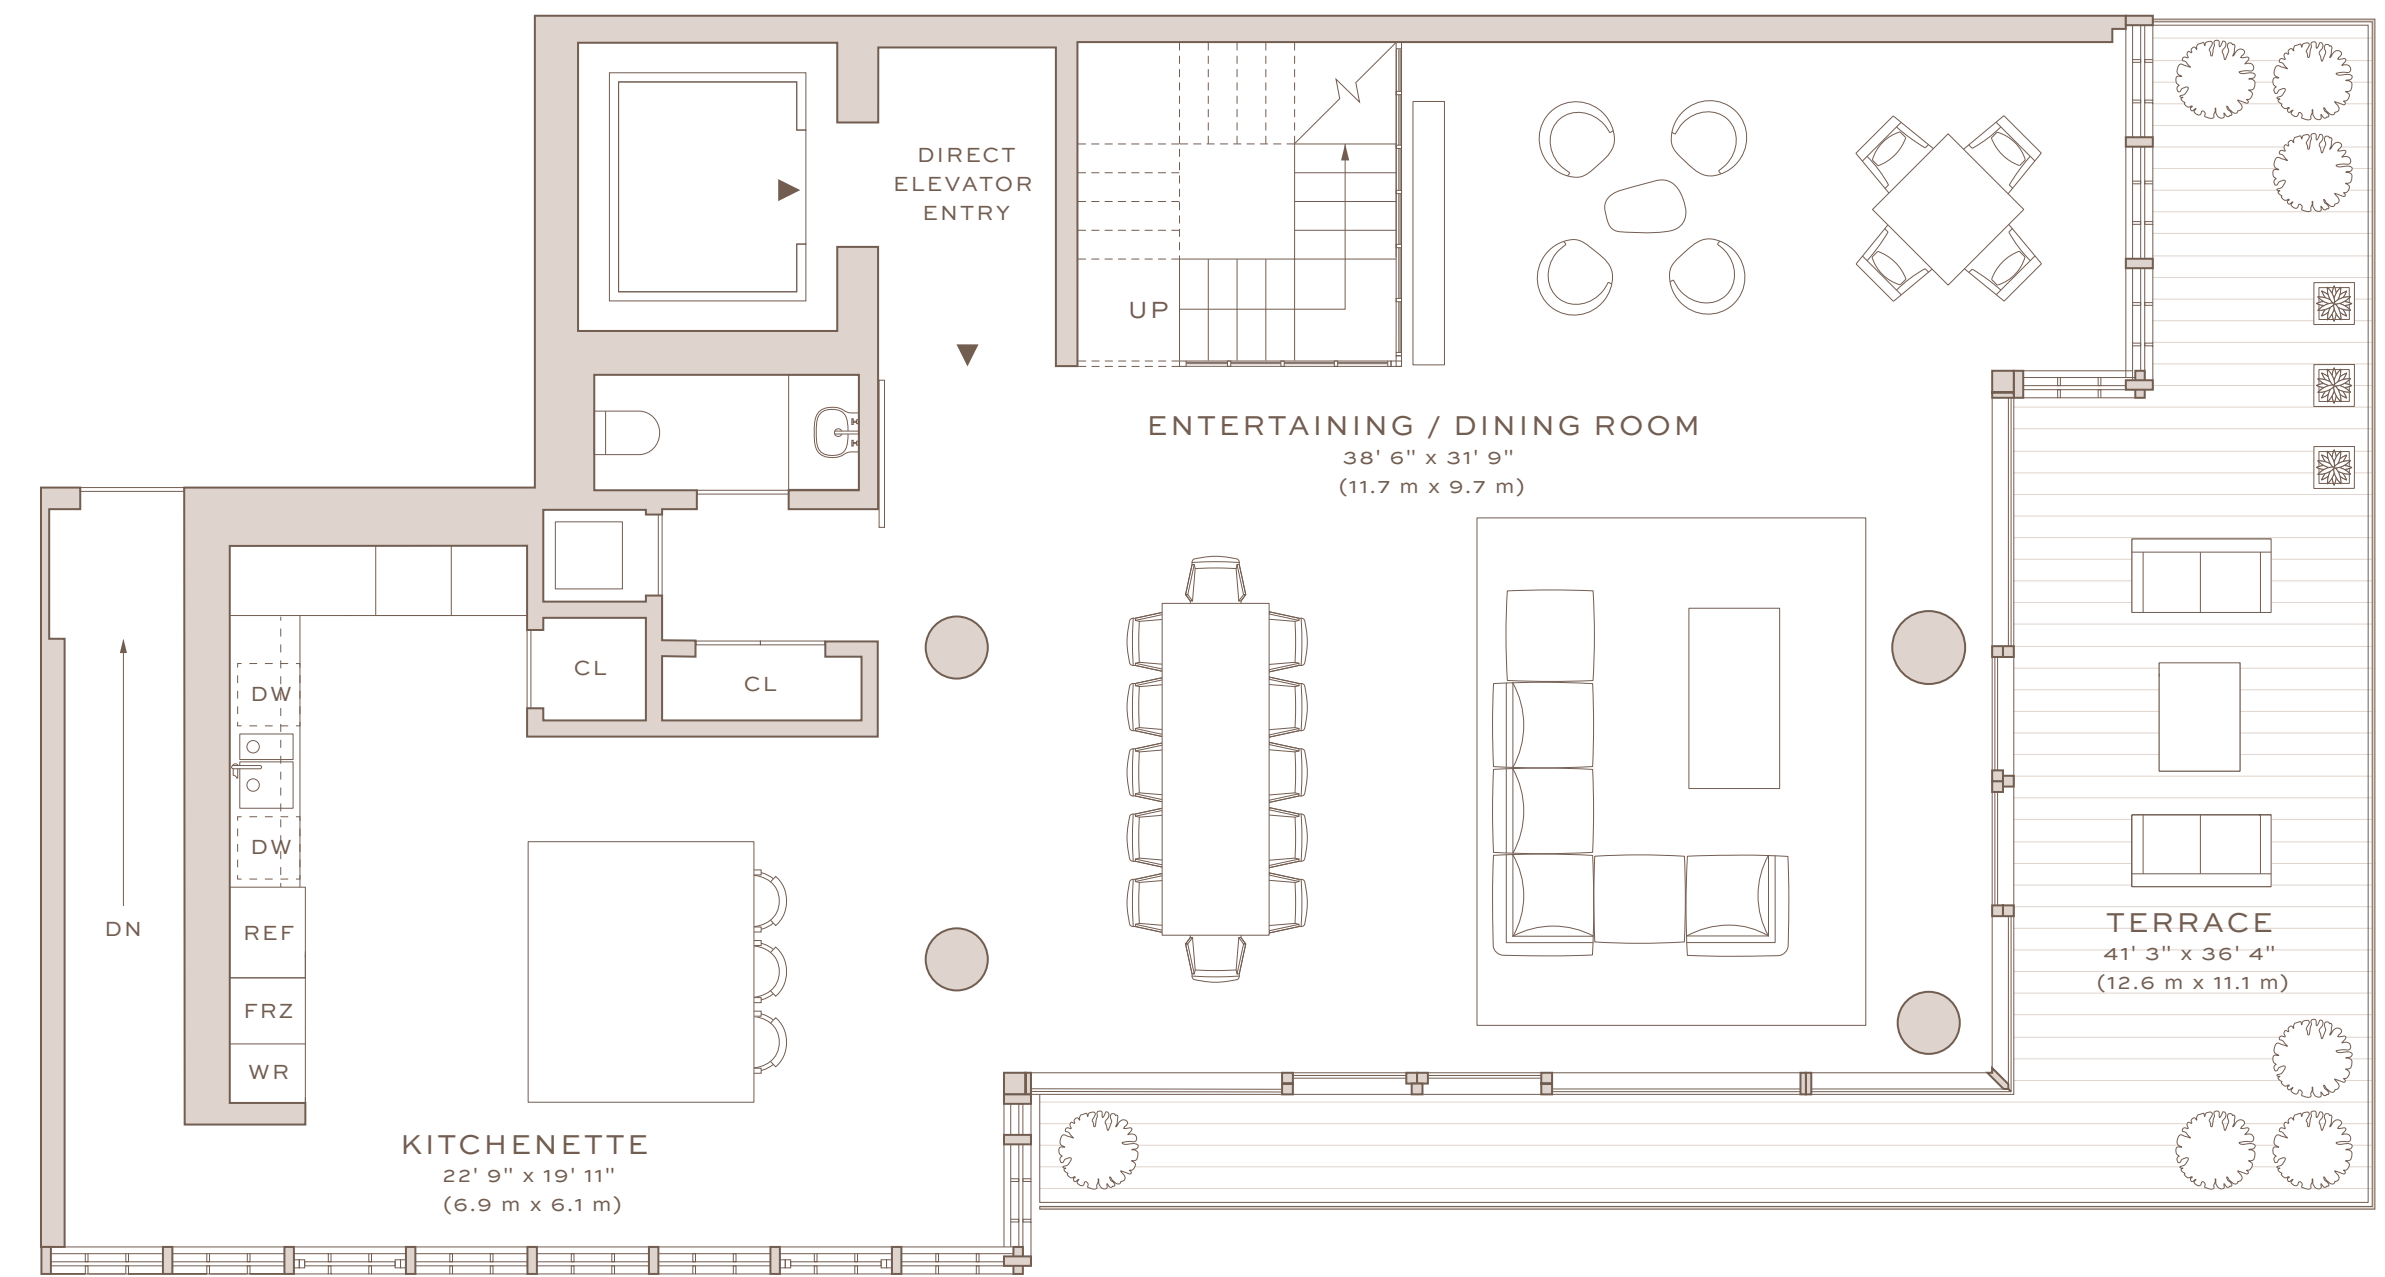 DIRECT
ELEVATOR
ENTRY
UP
ENTERTAINING / DINING ROOM
38' 6" x 31' 9"
(11.7 m x 9.7 m)
CL
CL
DW
DW
DN
REF
FRZ
WR
TERRACE
41' 3" x 36' 4"
(12.6 m x 11.1 m)
KITCHENETTE
22' 9" x 19' 11"
(6.9 m x 6.1 m)